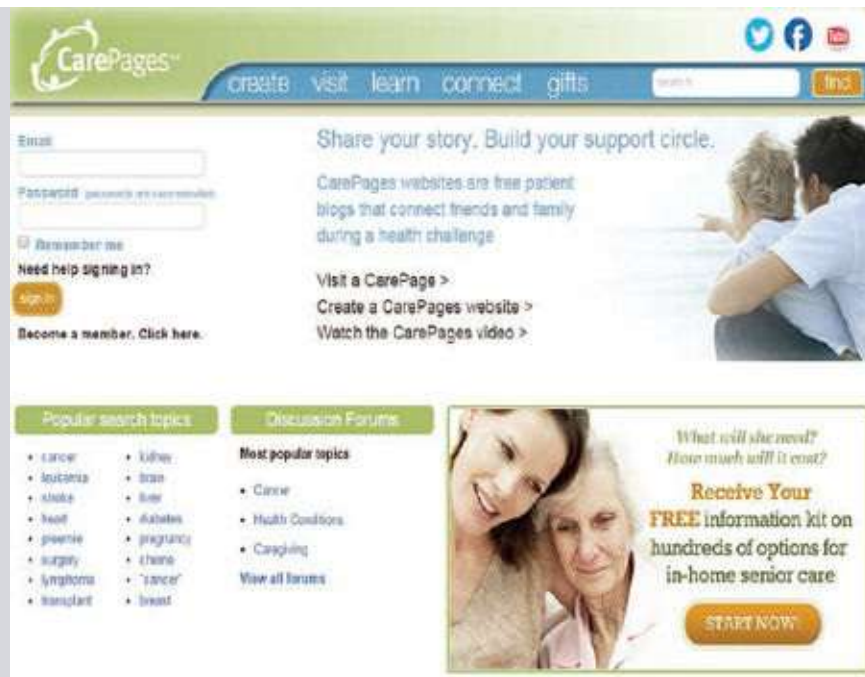 CarePages™
create visit learn connect gifts
search
find
Email
Password
Remember me
Need help signing in?
sign in
Become a member. Click here.
Share your story. Build your support circle.
CarePages websites are free patient
blogs that connect friends and family
during a health challenge
Visit a CarePage >
Create a CarePages website >
Watch the CarePages video >
Popular search topics
• cancer
• leukemia
• stroke
• heart
• preemie
• surgery
• lymphoma
• transplant
• kidney
• brain
• liver
• diabetes
• pregnancy
• chemo
• "cancer"
• breast
Discussion Forums
Most popular topics
• Cancer
• Health Conditions
• Caregiving
View all forums
What will she need?
How much will it cost?
Receive Your
FREE information kit on
hundreds of options for
in-home senior care
START NOW!